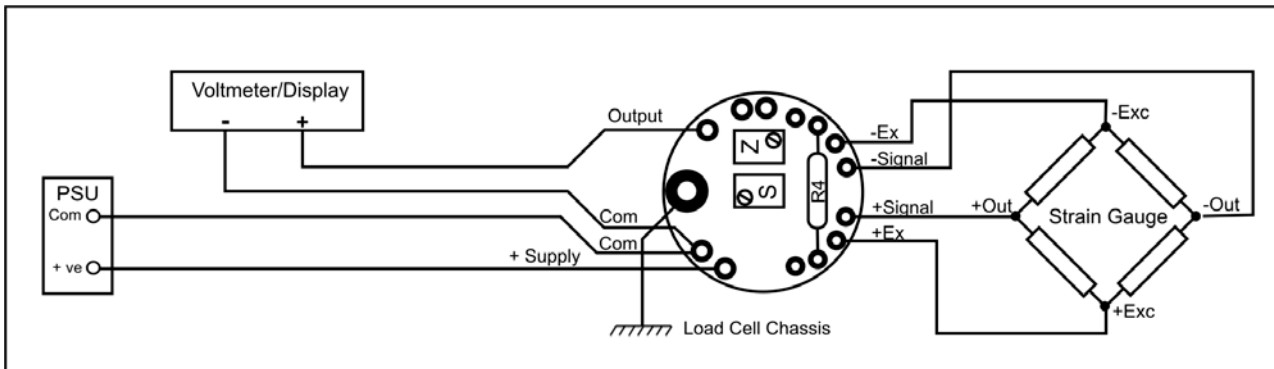 Voltmeter/Display
- +
PSU
Com
+ ve
Output
Com
Com
+ Supply
Z
S
R4
-Ex
-Signal
+Signal
+Ex
-Exc
+Out
Strain Gauge
-Out
+Exc
Load Cell Chassis